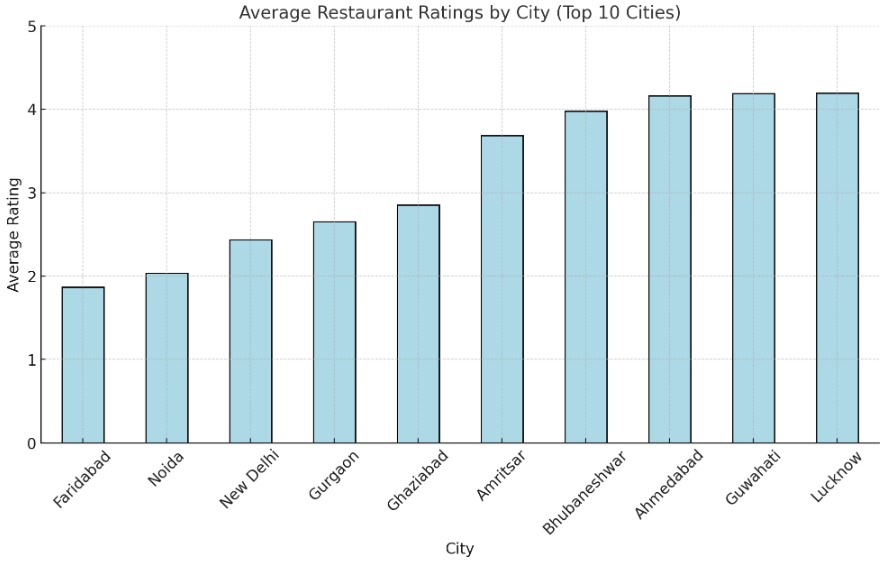 Average Restaurant Ratings by City (Top 10 Cities)
Average Rating
5
4
3
2
1
0
Faridabad
Noida
New Delhi
Gurgaon
Ghaziabad
Amritsar
Bhubaneshwar
Ahmedabad
Guwahati
Lucknow
City